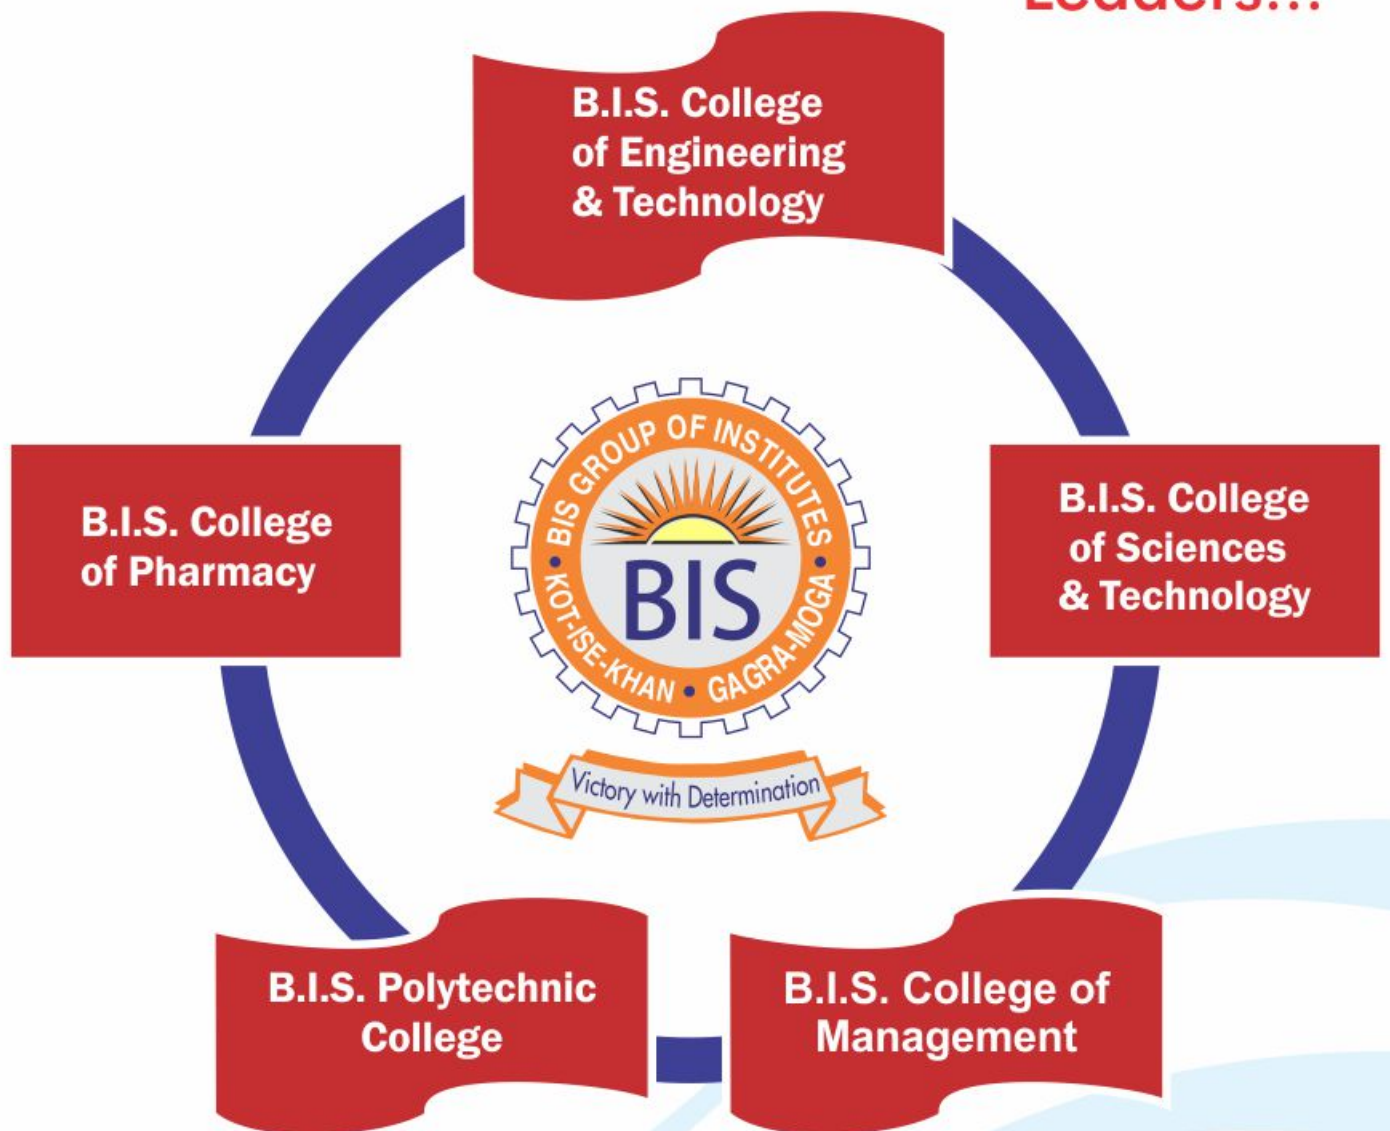 Leaders...
B.I.S. College
of Engineering
& Technology
B.I.S. College
of Pharmacy
BIS GROUP OF INSTITUTES
BIS
KOT-ISE-KHAN • GAGRA-MOGA
Victory with Determination
B.I.S. College
of Sciences
& Technology
B.I.S. Polytechnic
College
B.I.S. College of
Management